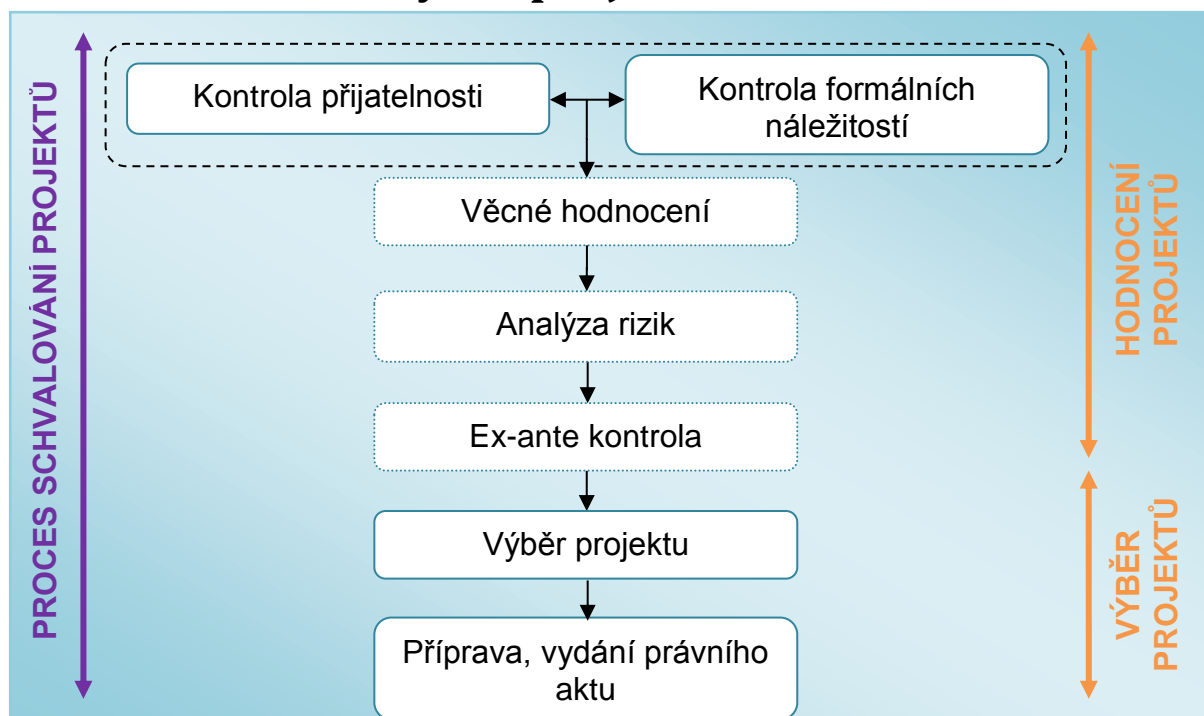 PROCES SCHVALOVÁNÍ PROJEKTŮ
Kontrola přijatelnosti
Kontrola formálních
náležitostí
Věcné hodnocení
Analýza rizik
Ex-ante kontrola
Výběr projektu
Příprava, vydání právního
aktu
HODNOCENÍ
PROJEKTŮ
VÝBĚR
PROJEKTŮ